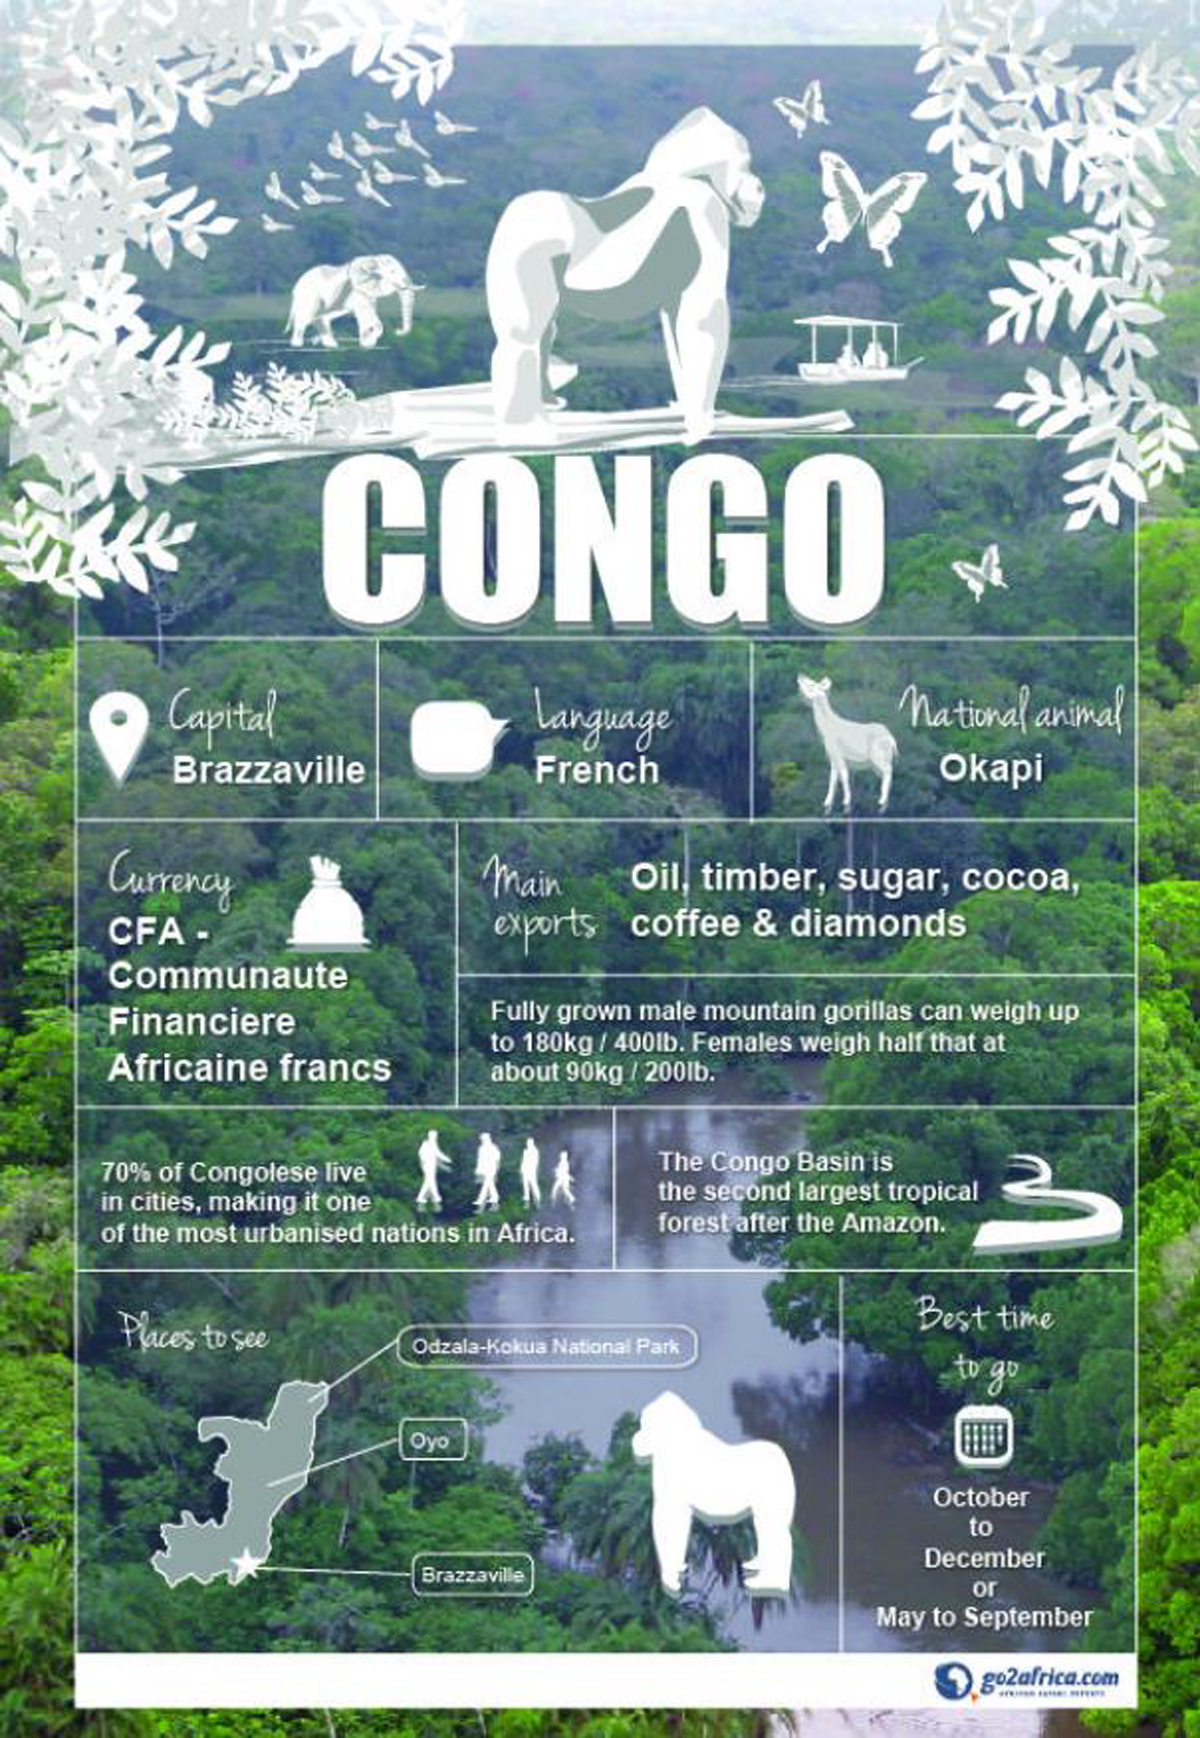 CONGO
Capital
Brazzaville
Language
French
National animal
Okapi
Currency
CFA -
Communaute
Financiere
Africaine francs
Main
exports
Oil, timber, sugar, cocoa,
coffee & diamonds
Fully grown male mountain gorillas can weigh up
to 180kg / 400lb. Females weigh half that at
about 90kg / 200lb.
70% of Congolese live
in cities, making it one
of the most urbanised nations in Africa.
The Congo Basin is
the second largest tropical
forest after the Amazon.
Places to see
Odzala-Kokua National Park
Oyo
Brazzaville
Best time
to go
October
to
December
or
May to September
go2africa.com
AFRICAN SAFARI EXPERTS